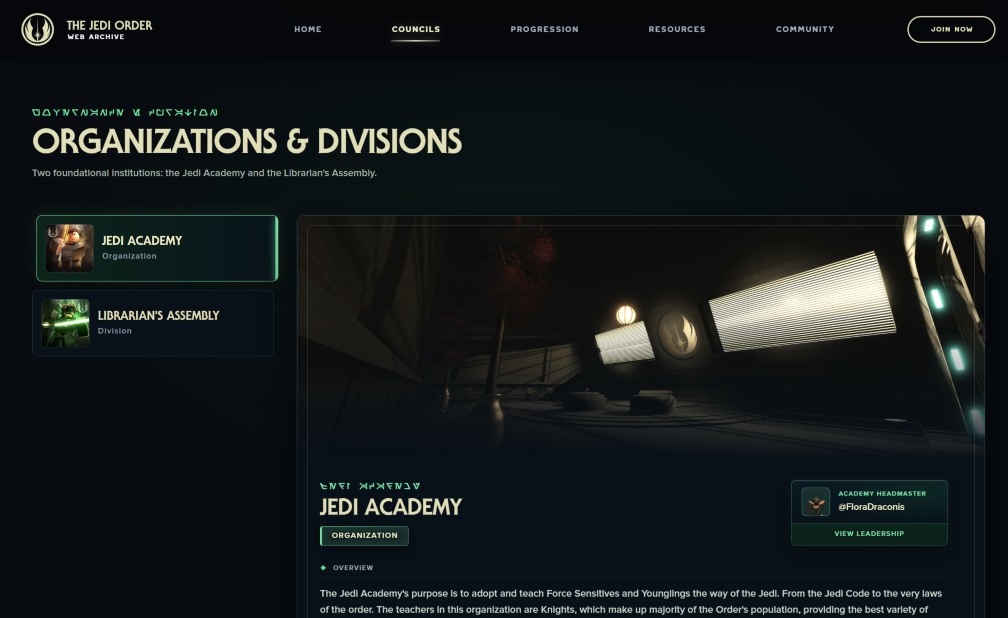 THE JEDI ORDER
WEB ARCHIVE
HOME
COUNCILS
PROGRESSION
RESOURCES
COMMUNITY
JOIN NOW
ORGANIZATIONS & DIVISIONS
Two foundational institutions: the Jedi Academy and the Librarian's Assembly.
JEDI ACADEMY
Organization
LIBRARIAN'S ASSEMBLY
Division
JEDI ACADEMY
ORGANIZATION
ACADEMY HEADMASTER
@FloraDraconis
VIEW LEADERSHIP
OVERVIEW
The Jedi Academy's purpose is to adopt and teach Force Sensitives and Younglings the way of the Jedi. From the Jedi Code to the very laws
of the order. The teachers in this organization are Knights, which make up majority of the Order's population, providing the best variety of